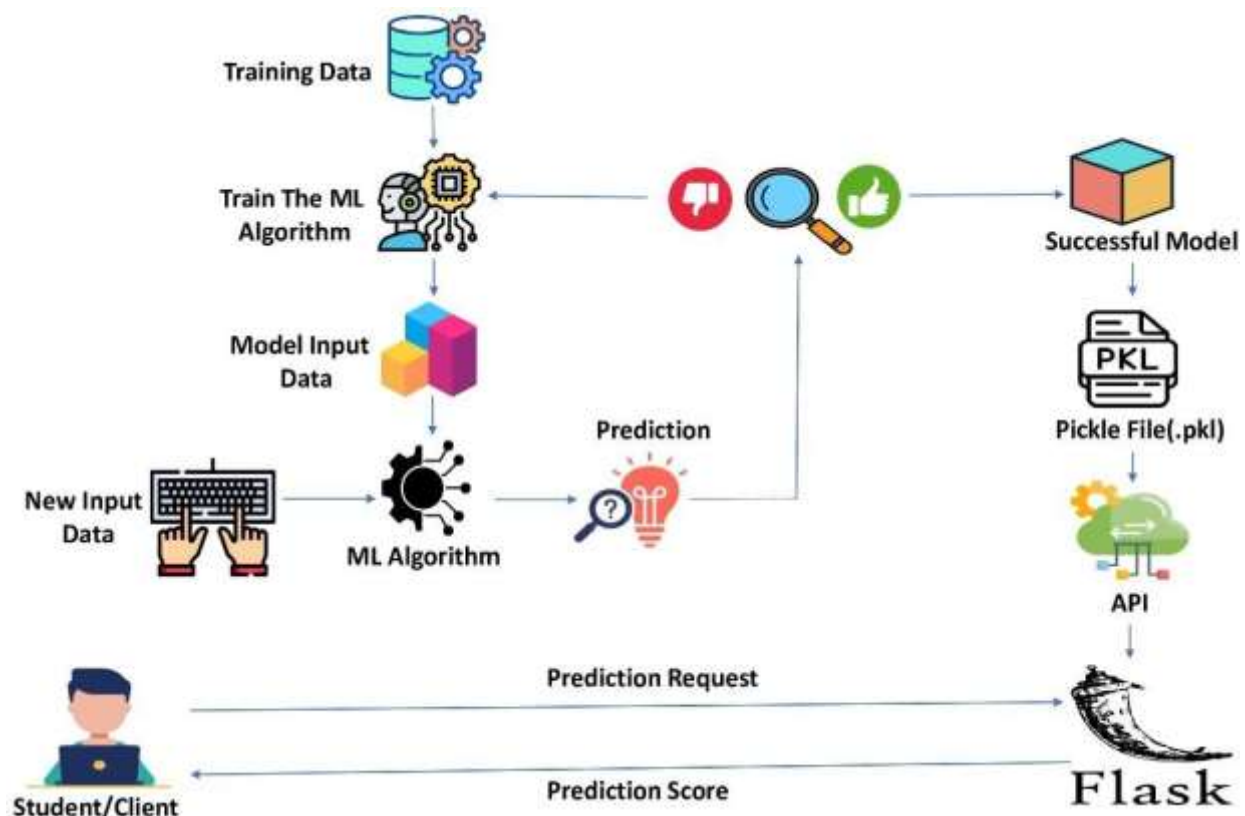 Training Data
Train The ML
Algorithm
Successful Model
Model Input
Data
PKL
Pickle File(.pkl)
Prediction
?
New Input
Data
ML Algorithm
API
Prediction Request
Prediction Score
Student/Client
Flask